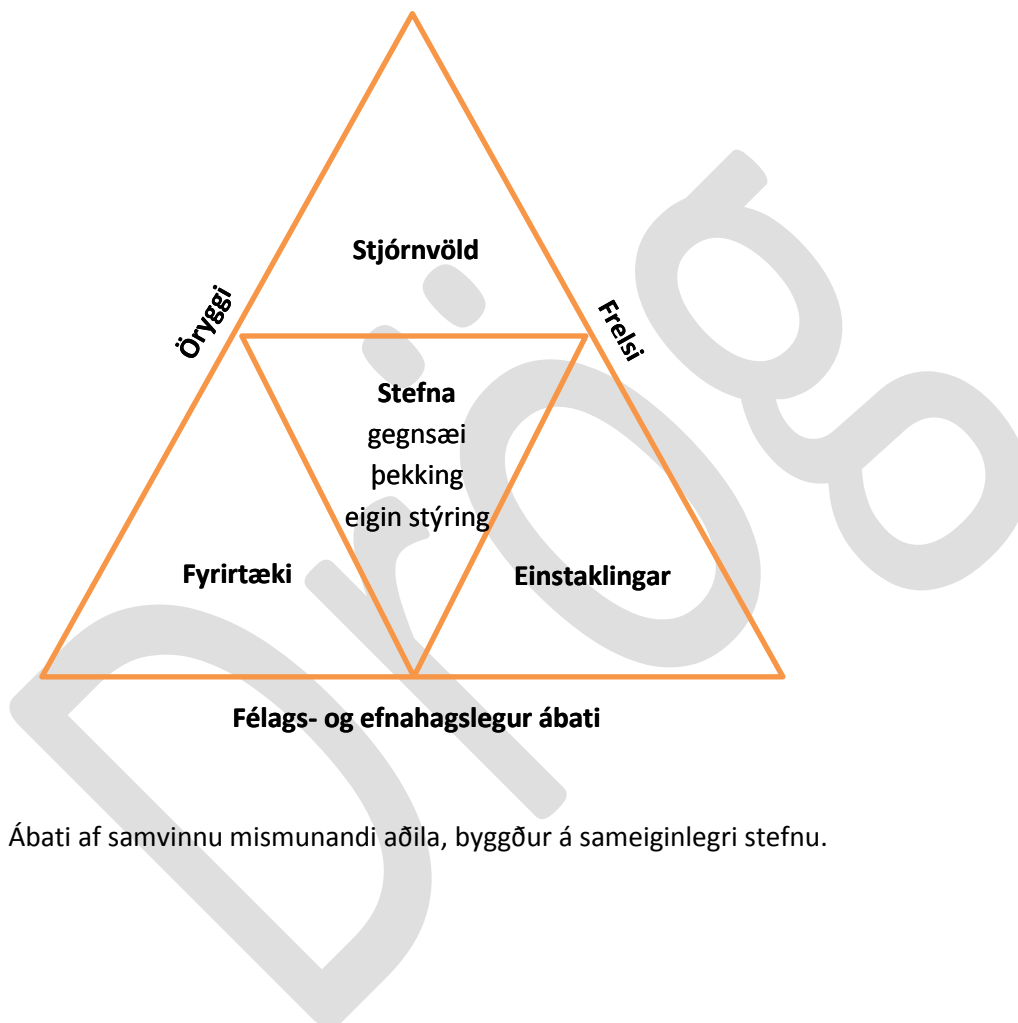 Stjórnvöld
Öryggi
Frelsi
Stefna
gegnsæi
þekking
eigin stýring
Fyrirtæki
Einstaklingar
Félags- og efnahagslegur ábati
Ábati af samvinnu mismunandi aðila, byggður á sameiginlegri stefnu.
Drög